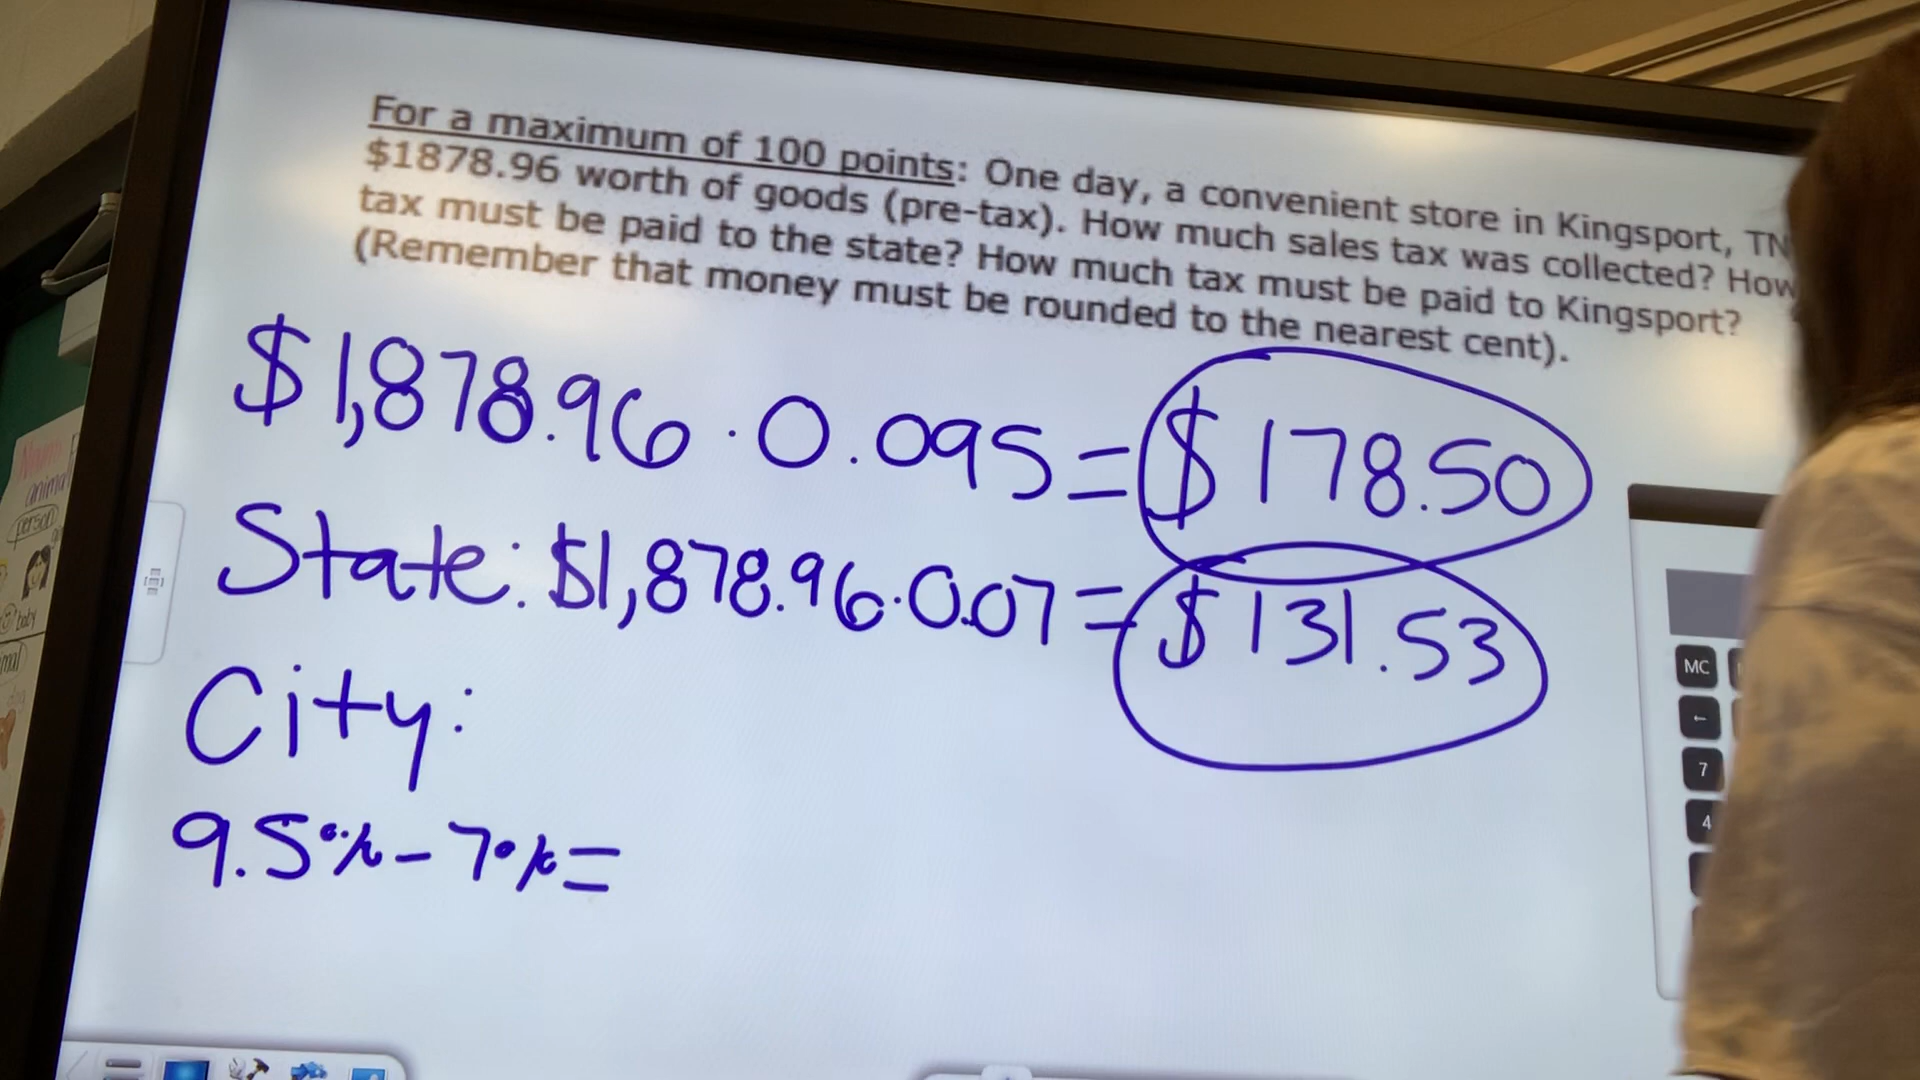 For a maximum of 100 points: One day, a convenient store in Kingsport, TN
$1878.96 worth of goods (pre-tax). How much sales tax was collected? How
tax must be paid to the state? How much tax must be paid to Kingsport?
(Remember that money must be rounded to the nearest cent).
$1,878.96 · 0.095 = $178.50
State: $1,878.96 · 0.07 = $131.53
City:
9.5% - 7% =
MC
←
7
4
person
baby